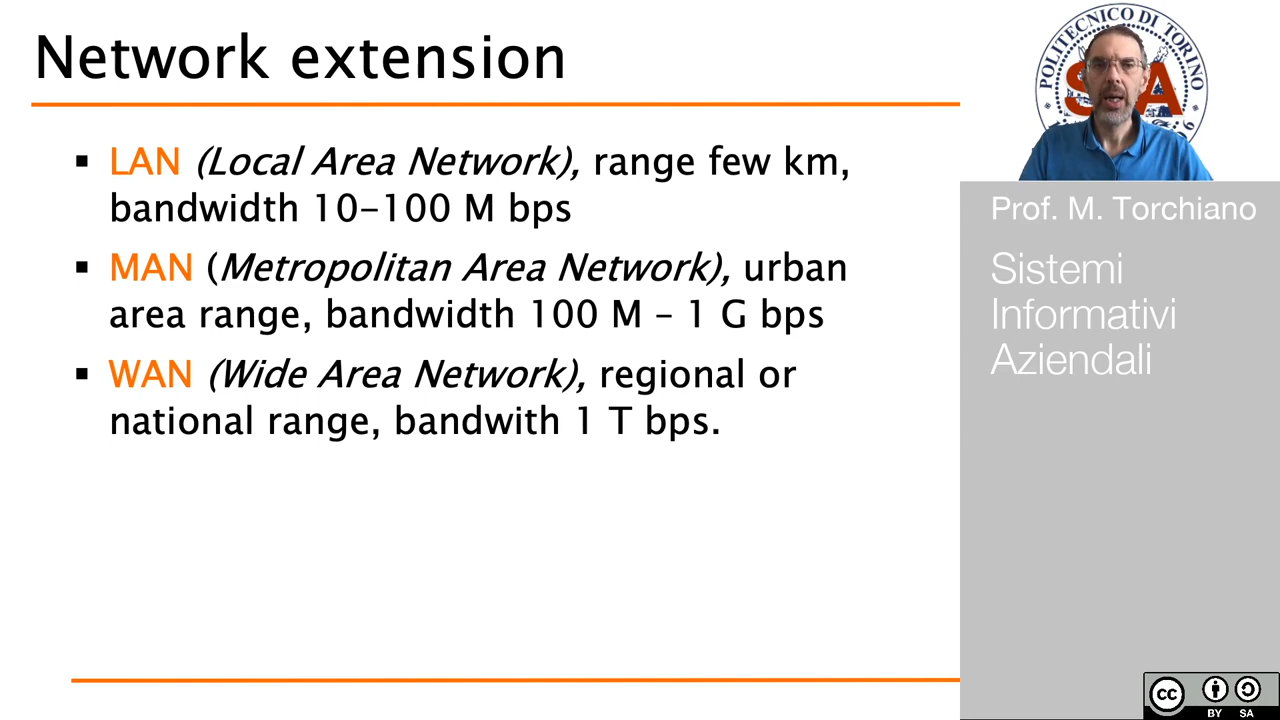 Network extension
▪ LAN (Local Area Network), range few km,
bandwidth 10-100 M bps
▪ MAN (Metropolitan Area Network), urban
area range, bandwidth 100 M – 1 G bps
▪ WAN (Wide Area Network), regional or
national range, bandwith 1 T bps.
POLITECNICO DI TORINO
Prof. M. Torchiano
Sistemi
Informativi
Aziendali
cc
BY SA